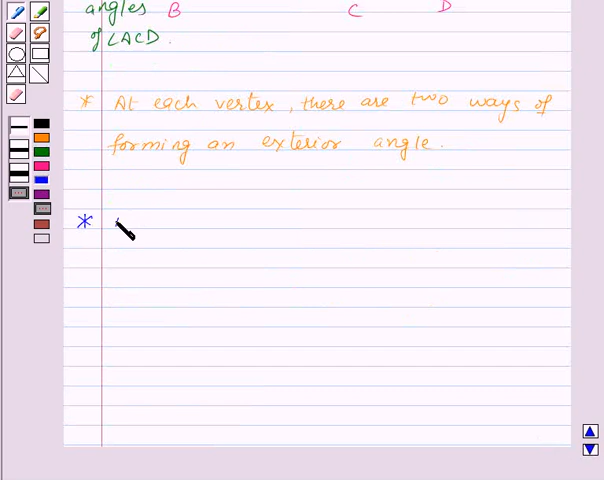 angles B C D
of ∠ACD.
* At each vertex, there are two ways of
forming an exterior angle.
*